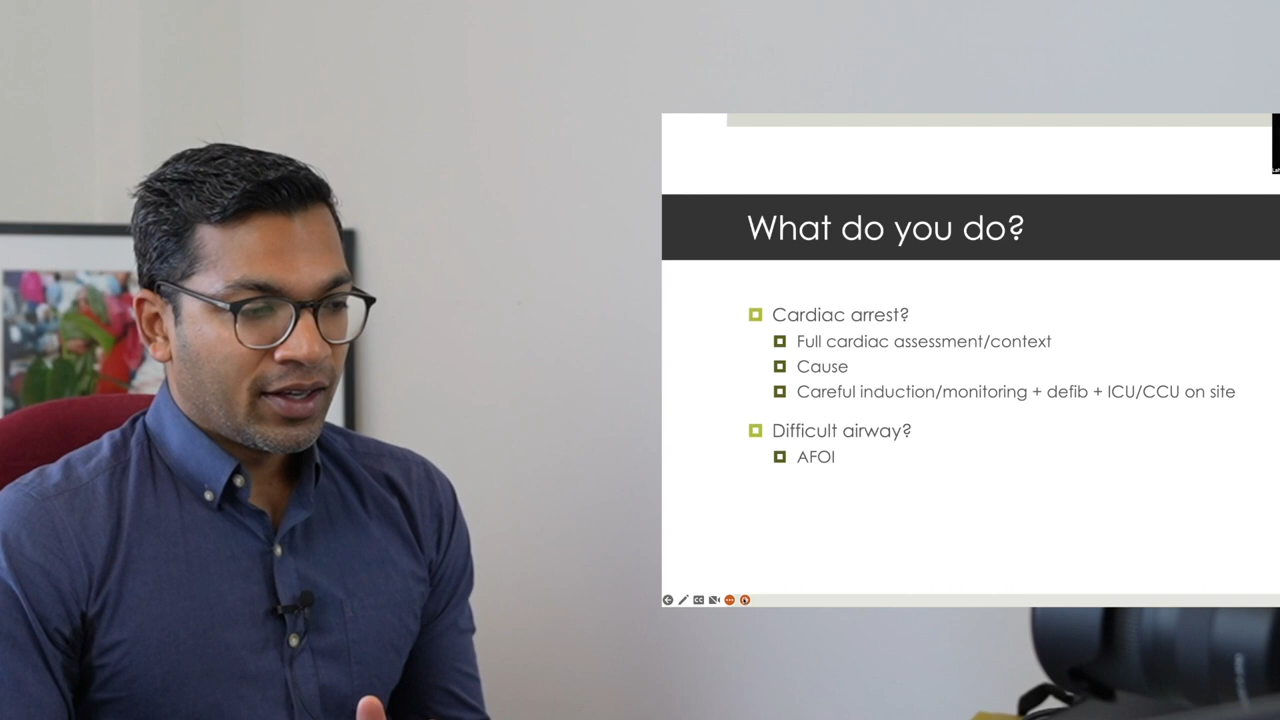 What do you do?
Cardiac arrest?
Full cardiac assessment/context
Cause
Careful induction/monitoring + defib + ICU/CCU on site
Difficult airway?
AFOI
CC